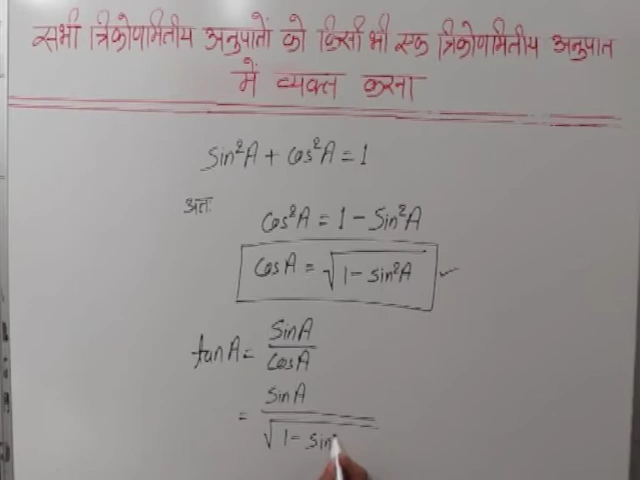 सभी त्रिकोणमितीय अनुपातों को किसी भी एक त्रिकोणमितीय अनुपात
में व्यक्त करना
sin²A + cos²A = 1
अतः
cos²A = 1 − sin²A
cosA = √(1 − sin²A) ✓
tanA = sinA/cosA
= sinA/√(1 − sin